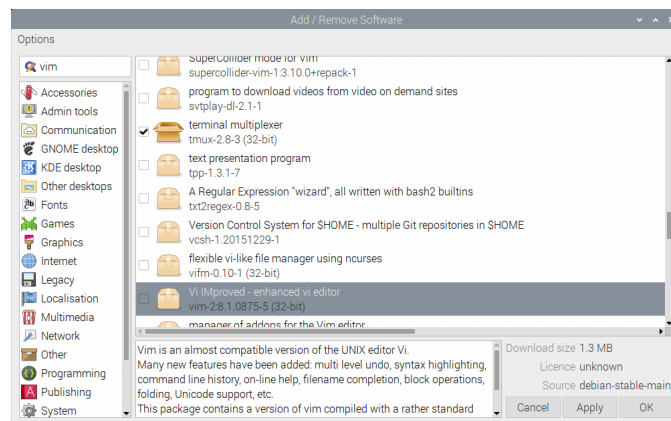 Add / Remove Software
Options
vim
Accessories
Admin tools
Communication
GNOME desktop
KDE desktop
Other desktops
Fonts
Games
Graphics
Internet
Legacy
Localisation
Multimedia
Network
Other
Programming
Publishing
System
SuperCollider mode for Vim
supercollider-vim-1:3.10.0+repack-1
program to download videos from video on demand sites
svtplay-dl-2.1-1
terminal multiplexer
tmux-2.8-3 (32-bit)
text presentation program
tpp-1.3.1-7
A Regular Expression "wizard", all written with bash2 builtins
txt2regex-0.8-5
Version Control System for $HOME - multiple Git repositories in $HOME
vcsh-1.20151229-1
flexible vi-like file manager using ncurses
vifm-0.10-1 (32-bit)
Vi IMproved - enhanced vi editor
vim-2:8.1.0875-5 (32-bit)
manager of addons for the Vim editor
Vim is an almost compatible version of the UNIX editor Vi.
Many new features have been added: multi level undo, syntax highlighting,
command line history, on-line help, filename completion, block operations,
folding, Unicode support, etc.
This package contains a version of vim compiled with a rather standard
Download size 1.3 MB
Licence unknown
Source debian-stable-main
Cancel
Apply
OK